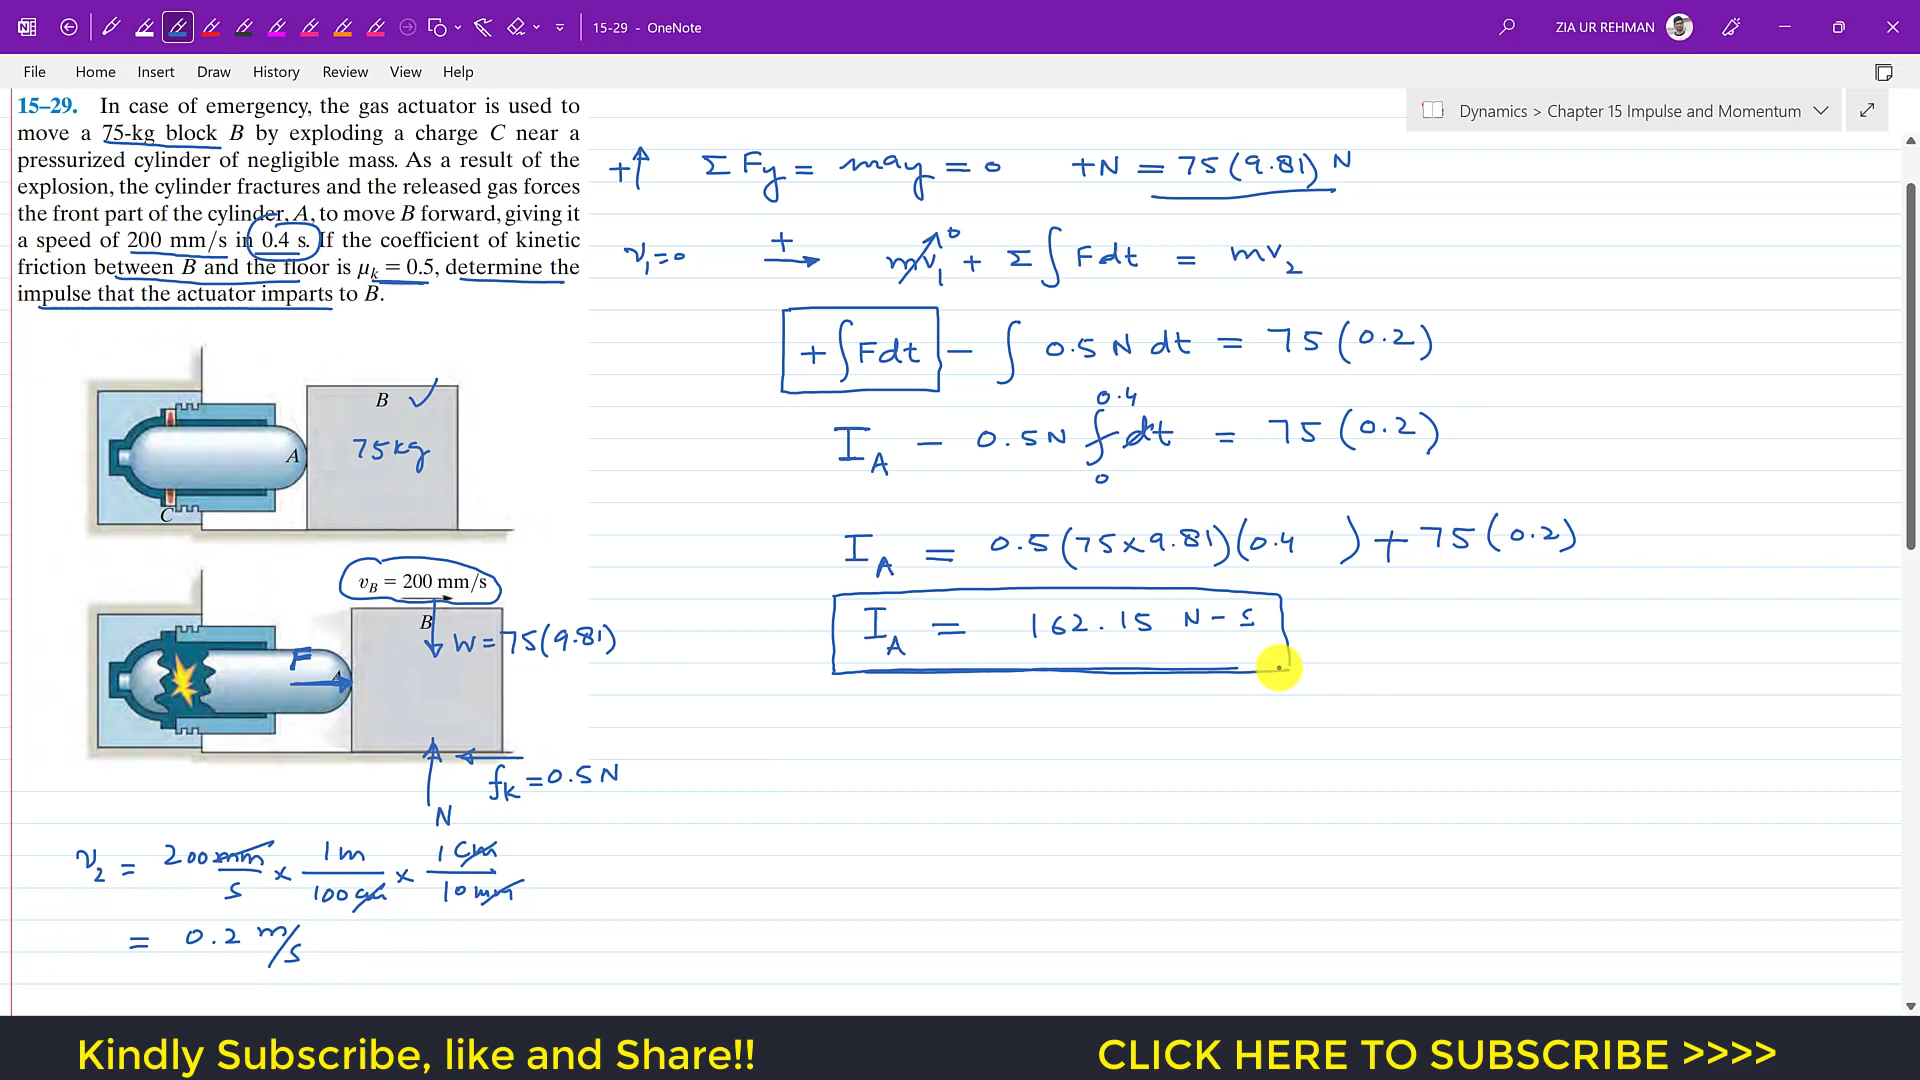 15-29 - OneNote
ZIA UR REHMAN
File Home Insert Draw History Review View Help
Dynamics > Chapter 15 Impulse and Momentum
15–29. In case of emergency, the gas actuator is used to
move a 75-kg block B by exploding a charge C near a
pressurized cylinder of negligible mass. As a result of the
explosion, the cylinder fractures and the released gas forces
the front part of the cylinder, A, to move B forward, giving it
a speed of 200 mm/s in 0.4 s. If the coefficient of kinetic
friction between B and the floor is μk = 0.5, determine the
impulse that the actuator imparts to B.
B
75kg
A
C
vB = 200 mm/s
B
W = 75(9.81)
F
A
fk = 0.5 N
N
v2 = 200 mm/s × 1m/100cm × 1cm/10mm
= 0.2 m/s
+↑ ΣFy = may = 0 +N = 75(9.81) N
v1=0 +→ mv1 0 + Σ∫Fdt = mv2
+∫Fdt − ∫ 0.5 N dt = 75(0.2)
IA − 0.5N ∫ 0 0.4 dt = 75(0.2)
IA = 0.5(75×9.81)(0.4 ) + 75(0.2)
IA = 162.15 N-s
Kindly Subscribe, like and Share!!
CLICK HERE TO SUBSCRIBE >>>>